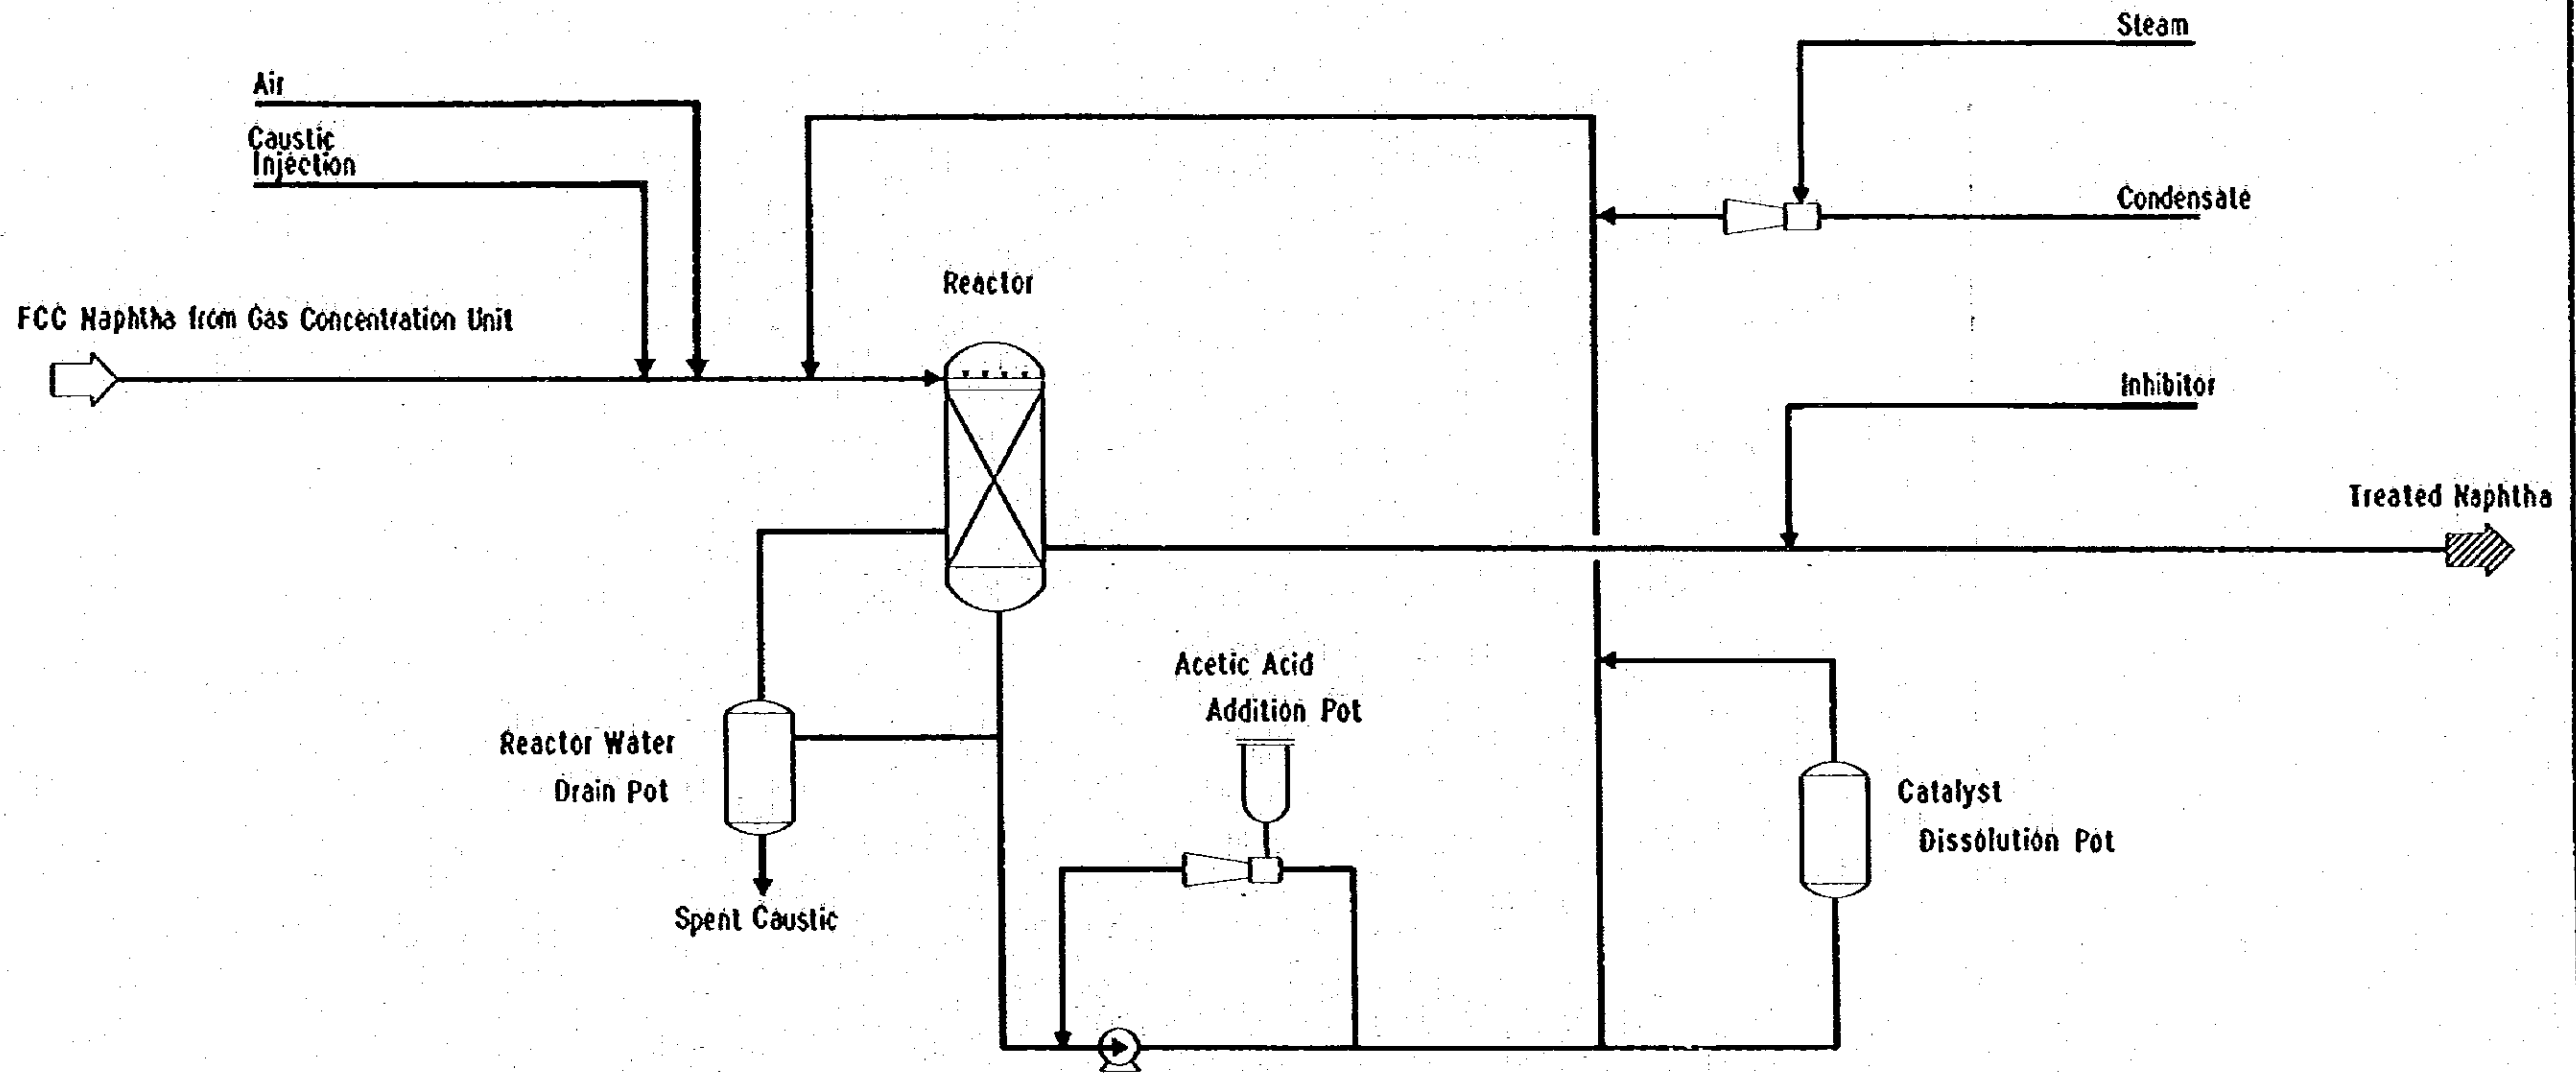 Steam
Air
Caustic
Injection
Condensate
Reactor
FCC Naphtha from Gas Concentration Unit
Inhibitor
Treated Naphtha
Acetic Acid
Addition Pot
Reactor Water
Drain Pot
Catalyst
Dissolution Pot
Spent Caustic